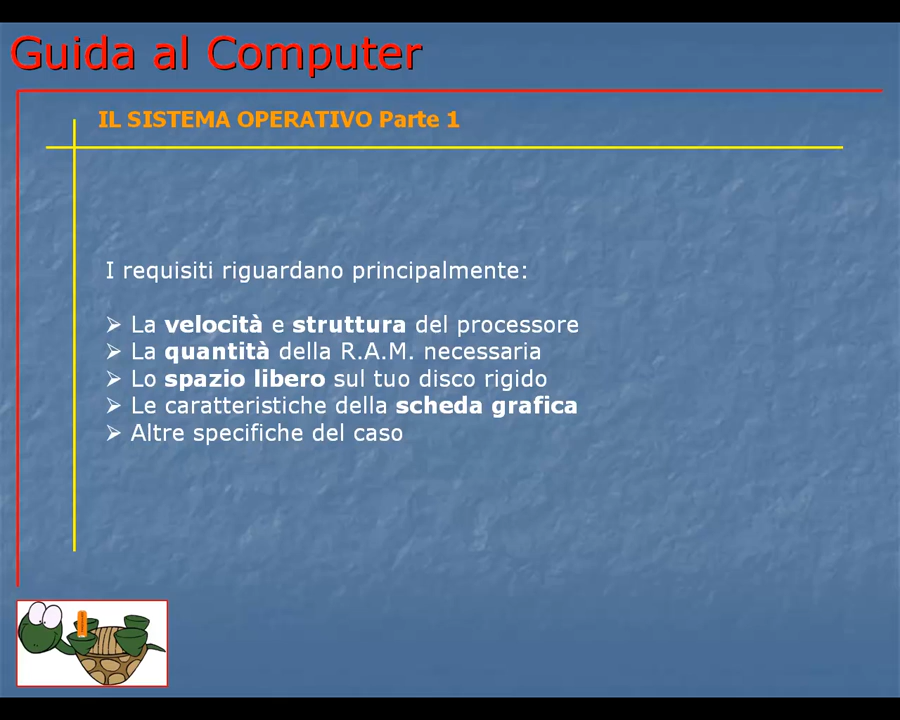 Guida al Computer
IL SISTEMA OPERATIVO Parte 1
I requisiti riguardano principalmente:
➢ La velocità e struttura del processore
➢ La quantità della R.A.M. necessaria
➢ Lo spazio libero sul tuo disco rigido
➢ Le caratteristiche della scheda grafica
➢ Altre specifiche del caso